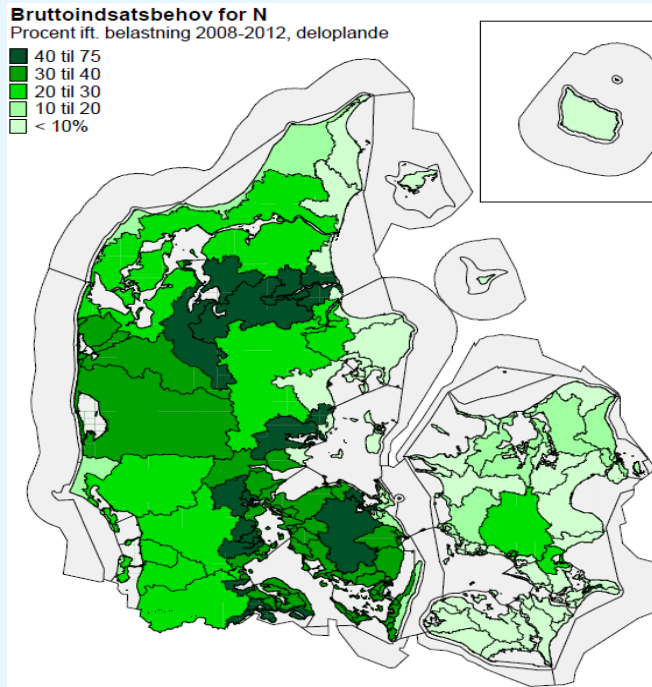 Bruttoindsatsbehov for N
Procent ift. belastning 2008-2012, deloplande
40 til 75
30 til 40
20 til 30
10 til 20
< 10%